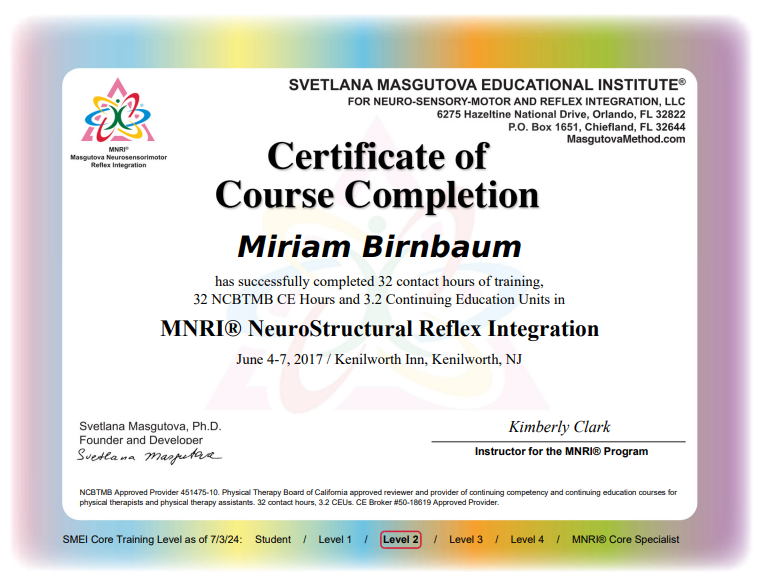 SVETLANA MASGUTOVA EDUCATIONAL INSTITUTE®
FOR NEURO-SENSORY-MOTOR AND REFLEX INTEGRATION, LLC
6275 Hazeltine National Drive, Orlando, FL 32822
P.O. Box 1651, Chiefland, FL 32644
MasgutovaMethod.com
MNRI®
Masgutova Neurosensorimotor
Reflex Integration
Certificate of
Course Completion
Miriam Birnbaum
has successfully completed 32 contact hours of training,
32 NCBTMB CE Hours and 3.2 Continuing Education Units in
MNRI® NeuroStructural Reflex Integration
June 4-7, 2017 / Kenilworth Inn, Kenilworth, NJ
Svetlana Masgutova, Ph.D.
Founder and Developer
Svetlana Masgutova
Kimberly Clark
Instructor for the MNRI® Program
NCBTMB Approved Provider 451475-10. Physical Therapy Board of California approved reviewer and provider of continuing competency and continuing education courses for
physical therapists and physical therapy assistants. 32 contact hours, 3.2 CEUs. CE Broker #50-18619 Approved Provider.
SMEI Core Training Level as of 7/3/24: Student / Level 1 / Level 2 / Level 3 / Level 4 / MNRI® Core Specialist